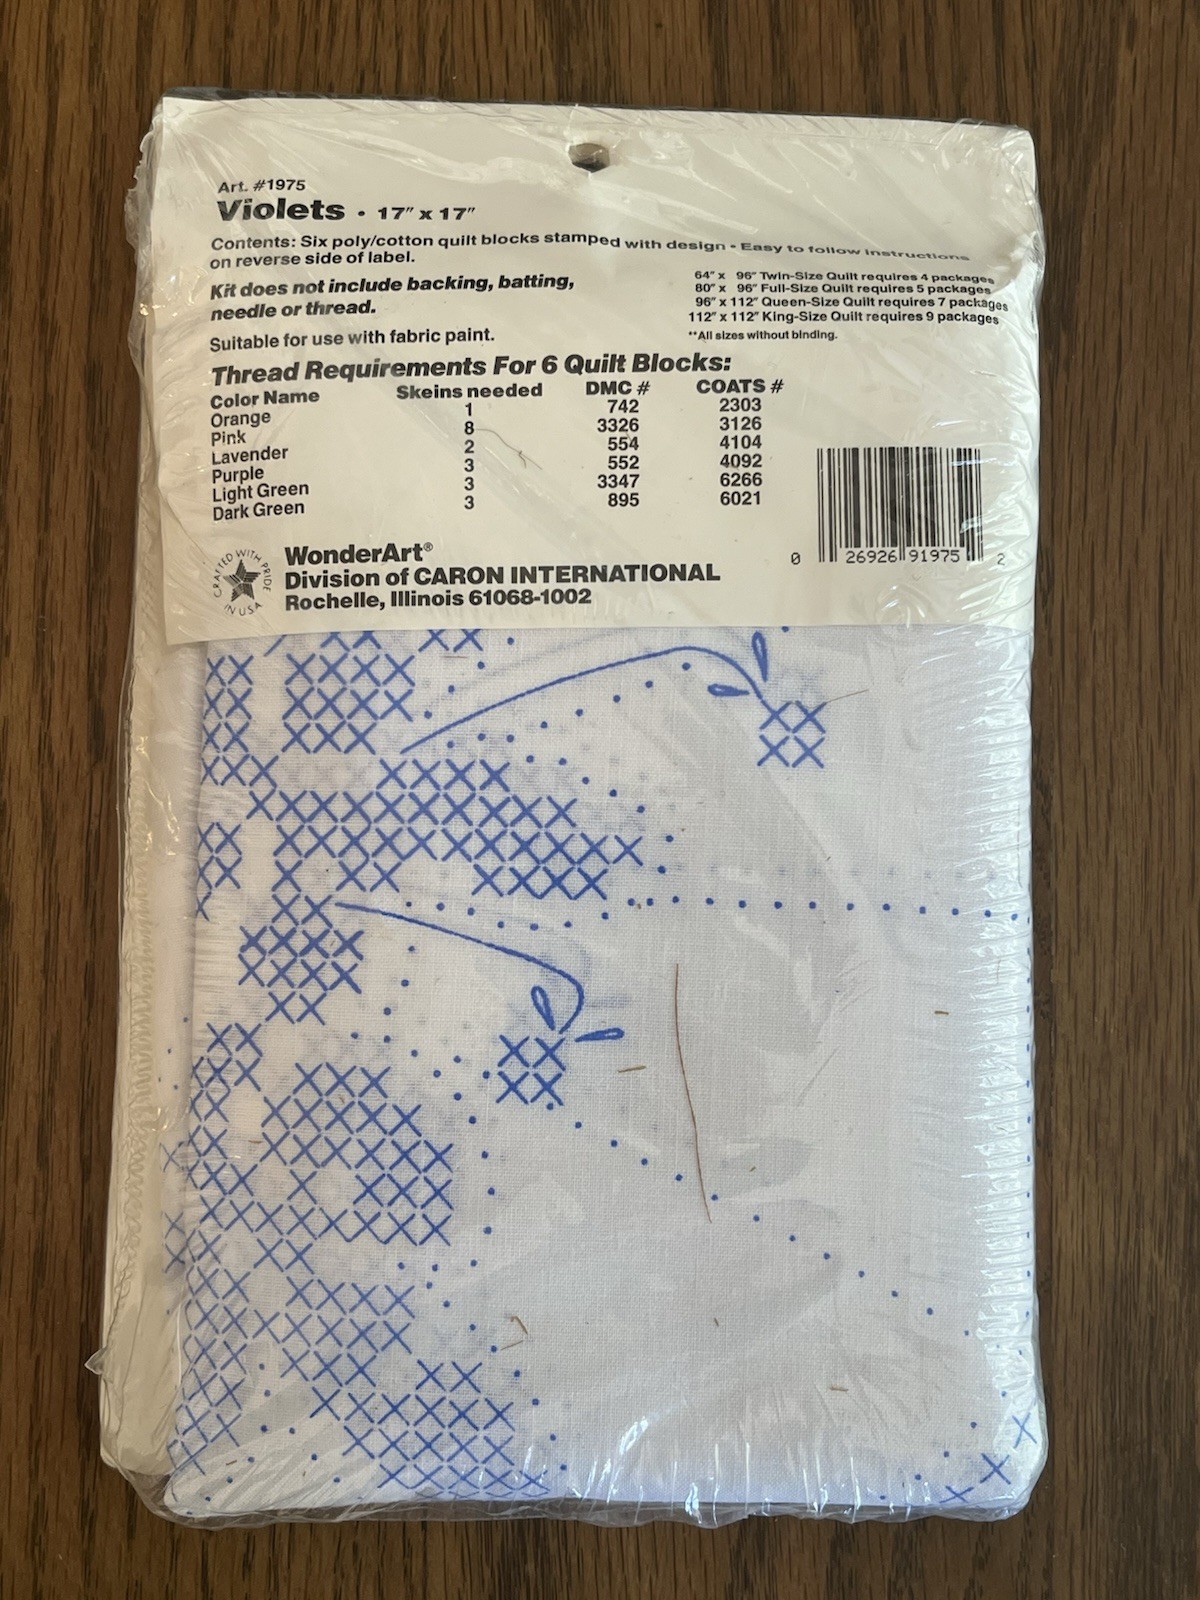 Art. #1975
Violets • 17" x 17"
Contents: Six poly/cotton quilt blocks stamped with design - Easy to follow instructions
on reverse side of label.
Kit does not include backing, batting,
needle or thread.
Suitable for use with fabric paint.
64" x 96" Twin-Size Quilt requires 4 packages
80" x 96" Full-Size Quilt requires 5 packages
96" x 112" Queen-Size Quilt requires 7 packages
112" x 112" King-Size Quilt requires 9 packages
**All sizes without binding.
Thread Requirements For 6 Quilt Blocks:
Color Name Skeins needed DMC # COATS #
Orange 1 742 2303
Pink 8 3326 3126
Lavender 2 554 4104
Purple 3 552 4092
Light Green 3 3347 6266
Dark Green 3 895 6021
CRAFTED WITH PRIDE IN USA
WonderArt®
Division of CARON INTERNATIONAL
Rochelle, Illinois 61068-1002
0 26926 91975 2